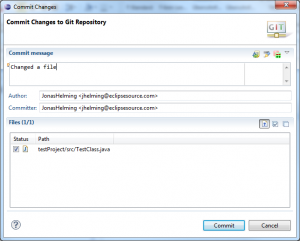 Commit Changes
Commit Changes to Git Repository
GIT
Commit message
Changed a file
Author: JonasHelming <jhelming@eclipsesource.com>
Committer: JonasHelming <jhelming@eclipsesource.com>
Files (1/1)
Status Path
testProject/src/TestClass.java
Commit Cancel